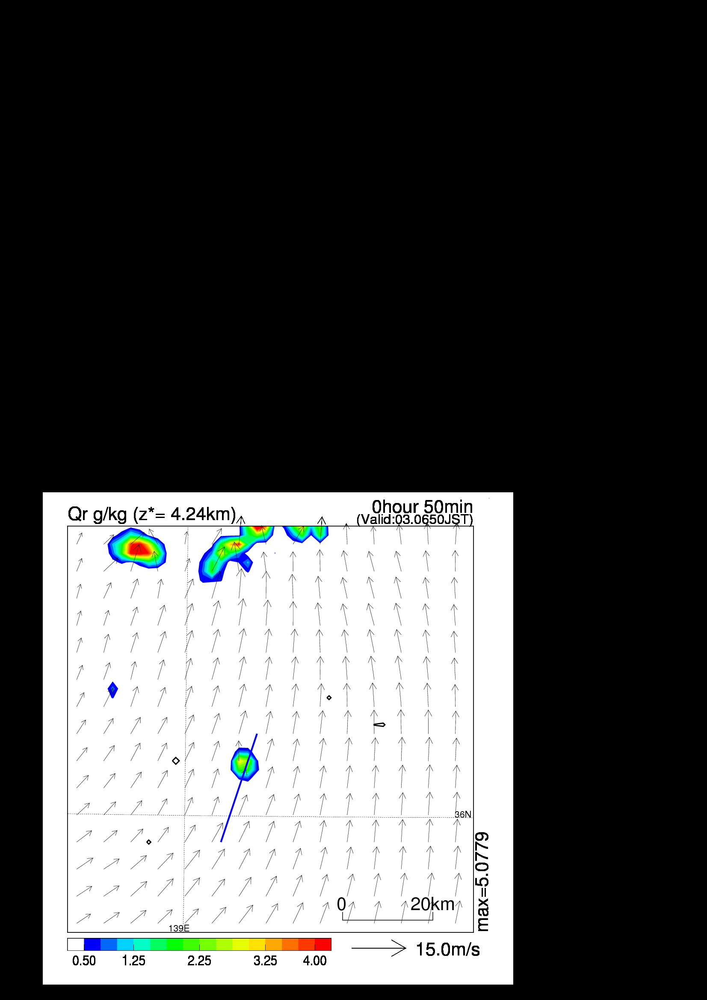 0hour 50min
Qr g/kg (z*= 4.24km)
(Valid:03.0650JST)
36N
max=5.0779
0 20km
139E
15.0m/s
0.50 1.25 2.25 3.25 4.00